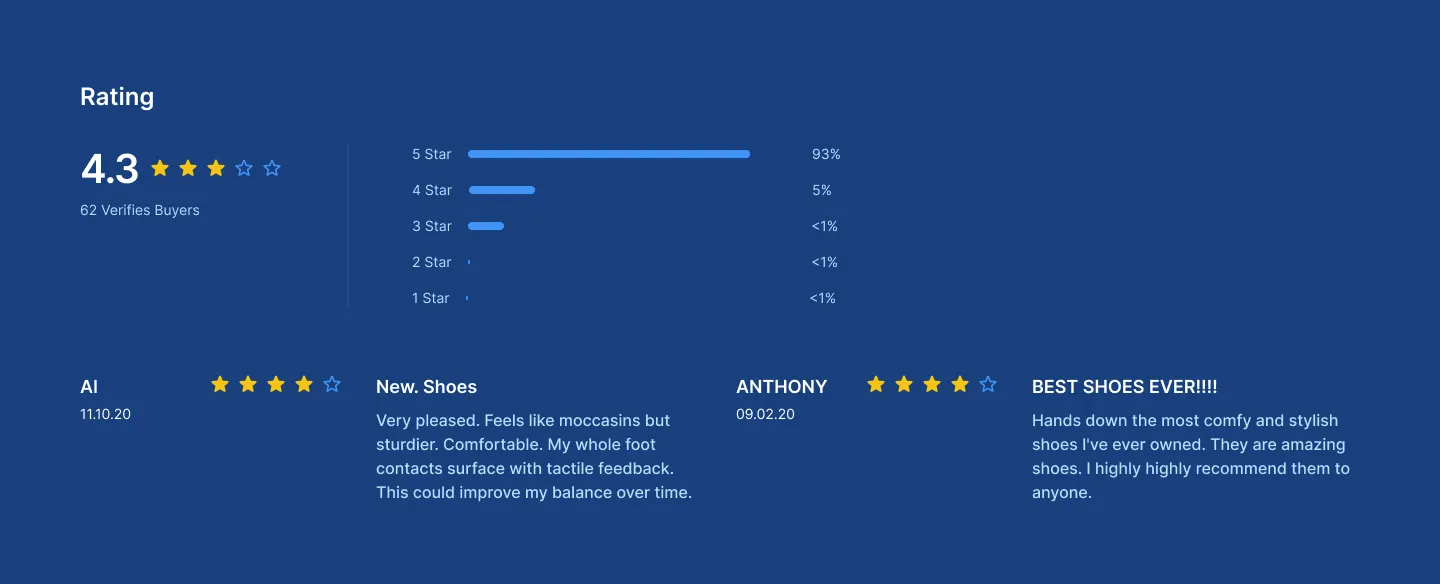 Rating
4.3
62 Verifies Buyers
5 Star 93%
4 Star 5%
3 Star <1%
2 Star <1%
1 Star <1%
Al
11.10.20
New. Shoes
Very pleased. Feels like moccasins but
sturdier. Comfortable. My whole foot
contacts surface with tactile feedback.
This could improve my balance over time.
ANTHONY
09.02.20
BEST SHOES EVER!!!!
Hands down the most comfy and stylish
shoes I've ever owned. They are amazing
shoes. I highly highly recommend them to
anyone.